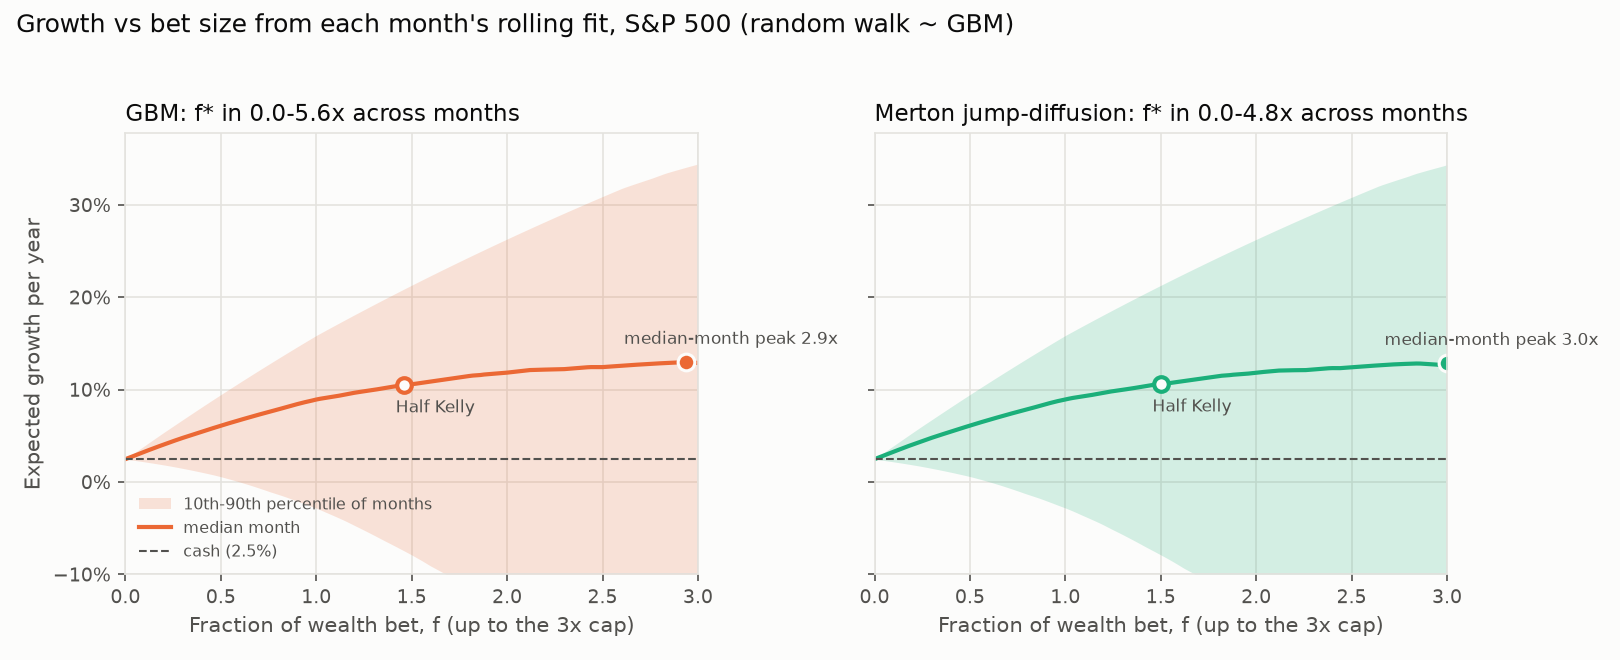 Growth vs bet size from each month's rolling fit, S&P 500 (random walk ~ GBM)
GBM: f* in 0.0-5.6x across months
Expected growth per year
30%
20%
10%
0%
−10%
median-month peak 2.9x
Half Kelly
10th-90th percentile of months
median month
cash (2.5%)
0.0 0.5 1.0 1.5 2.0 2.5 3.0
Fraction of wealth bet, f (up to the 3x cap)
Merton jump-diffusion: f* in 0.0-4.8x across months
median-month peak 3.0x
Half Kelly
0.0 0.5 1.0 1.5 2.0 2.5 3.0
Fraction of wealth bet, f (up to the 3x cap)